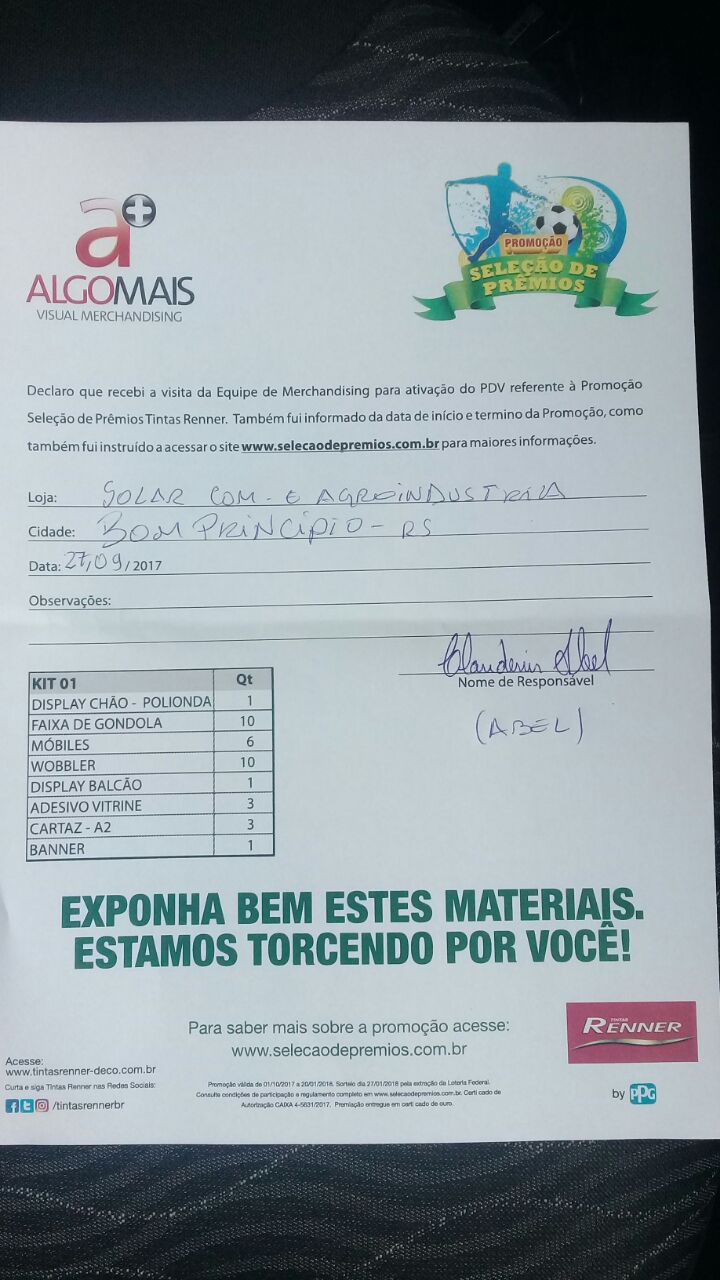 a+
ALGOMAIS
VISUAL MERCHANDISING
PROMOÇÃO
SELEÇÃO DE
PRÊMIOS
Declaro que recebi a visita da Equipe de Merchandising para ativação do PDV referente à Promoção
Seleção de Prêmios Tintas Renner. Também fui informado da data de início e termino da Promoção, como
também fui instruído a acessar o site www.selecaodepremios.com.br para maiores informações.
Loja: SOLAR COM. E AGROINDUSTRIA
Cidade: BOM PRINCÍPIO - RS
Data: 27/09/2017
Observações:
Abel
Nome de Responsável
(ABEL)
KIT 01 Qt
DISPLAY CHÃO - POLIONDA 1
FAIXA DE GONDOLA 10
MÓBILES 6
WOBBLER 10
DISPLAY BALCÃO 1
ADESIVO VITRINE 3
CARTAZ - A2 3
BANNER 1
EXPONHA BEM ESTES MATERIAIS.
ESTAMOS TORCENDO POR VOCÊ!
Para saber mais sobre a promoção acesse:
www.selecaodepremios.com.br
TINTAS
RENNER
by PPG
Acesse:
www.tintasrenner-deco.com.br
Curta e siga Tintas Renner nas Redes Sociais:
/tintasrennerbr
Promoção válida de 01/10/2017 a 20/01/2018. Sorteio dia 27/01/2018 pela extração da Loteria Federal.
Consulte condições de participação e regulamento completo em www.selecaodepremios.com.br. Certi cado de
Autorização CAIXA 4-5631/2017. Premiação entregue em certi cado de ouro.